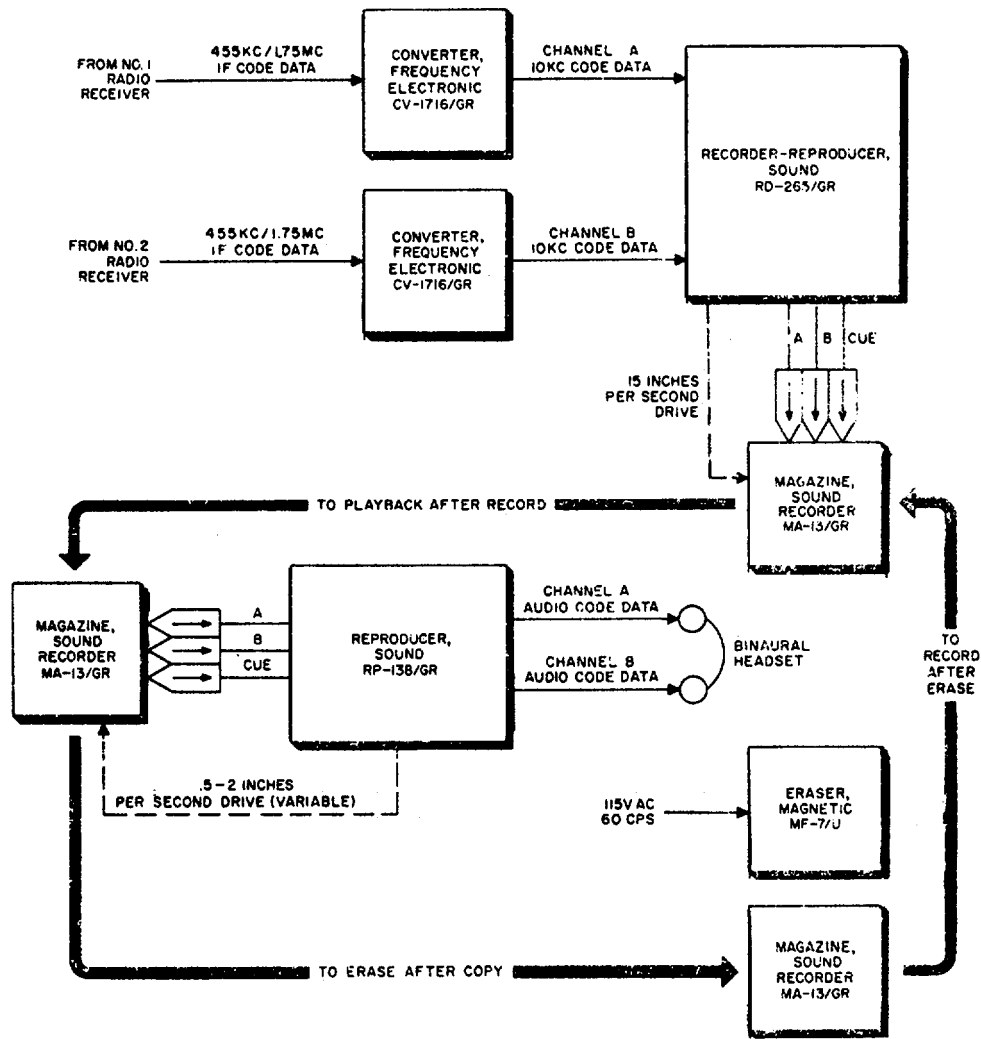 FROM NO. 1
RADIO
RECEIVER
455KC/1.75MC
IF CODE DATA
CONVERTER,
FREQUENCY
ELECTRONIC
CV-1716/GR
CHANNEL A
10KC CODE DATA
RECORDER-REPRODUCER,
SOUND
RD-265/GR
FROM NO. 2
RADIO
RECEIVER
455KC/1.75MC
IF CODE DATA
CONVERTER,
FREQUENCY
ELECTRONIC
CV-1716/GR
CHANNEL B
10KC CODE DATA
A B CUE
15 INCHES
PER SECOND
DRIVE
MAGAZINE,
SOUND
RECORDER
MA-13/GR
TO PLAYBACK AFTER RECORD
MAGAZINE,
SOUND
RECORDER
MA-13/GR
A
B
CUE
REPRODUCER,
SOUND
RP-138/GR
CHANNEL A
AUDIO CODE DATA
CHANNEL B
AUDIO CODE DATA
BINAURAL
HEADSET
TO
RECORD
AFTER
ERASE
.5-2 INCHES
PER SECOND DRIVE (VARIABLE)
115V AC
60 CPS
ERASER,
MAGNETIC
MF-7/U
TO ERASE AFTER COPY
MAGAZINE,
SOUND
RECORDER
MA-13/GR